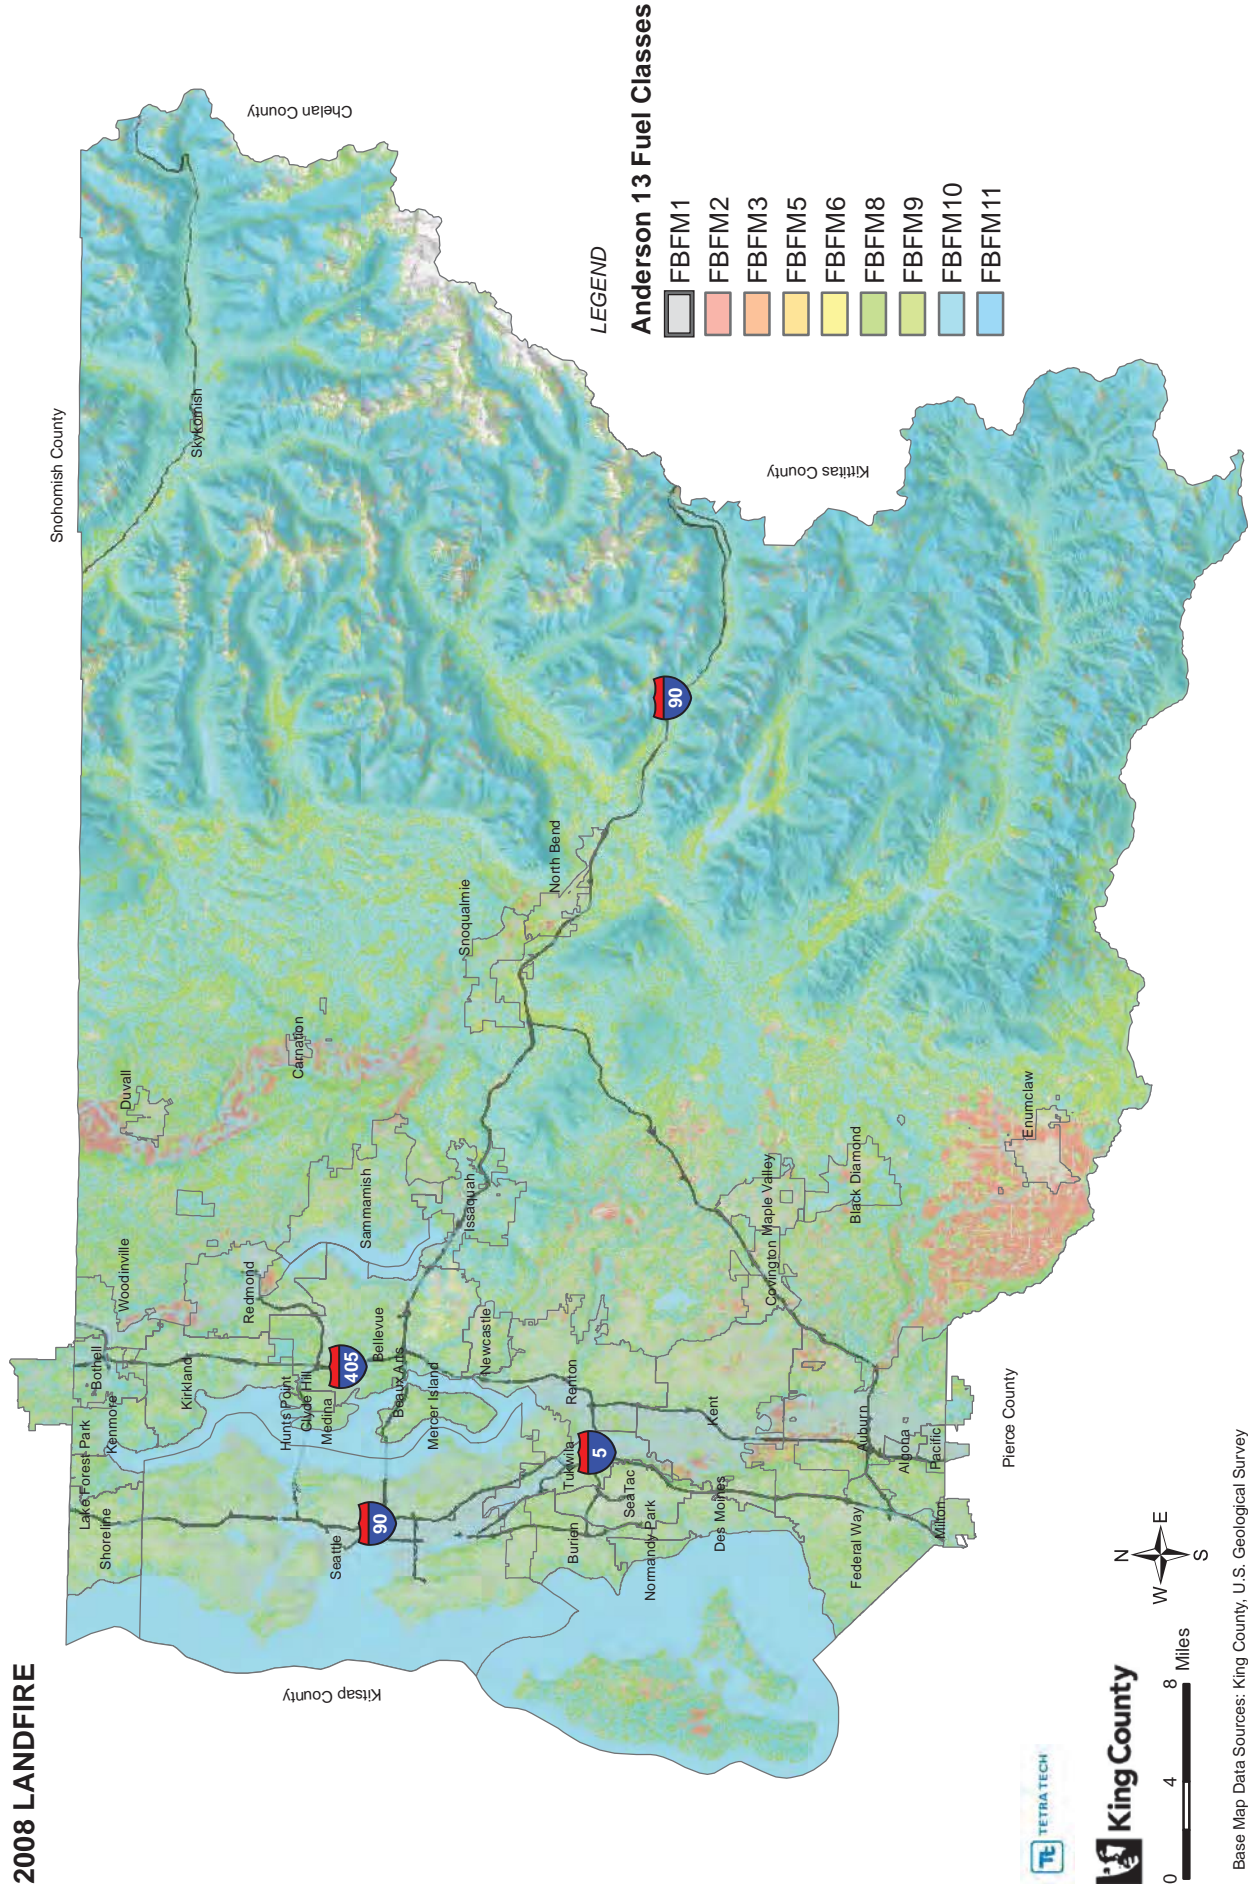 2008 LANDFIRE
Snohomish County
Chelan County
Kittitas County
Pierce County
Kitsap County
Skykomish
Duvall
Carnation
Snoqualmie
North Bend
Woodinville
Redmond
Sammamish
Issaquah
Bothell
Kenmore
Kirkland
Lake Forest Park
Shoreline
Hunts Point
Clyde Hill
Medina
Bellevue
Beaux Arts
Mercer Island
Newcastle
Seattle
Renton
Tukwila
SeaTac
Burien
Normandy Park
Des Moines
Kent
Covington
Maple Valley
Black Diamond
Enumclaw
Auburn
Algona
Pacific
Milton
Federal Way
405
90
90
5
LEGEND
Anderson 13 Fuel Classes
FBFM1
FBFM2
FBFM3
FBFM5
FBFM6
FBFM8
FBFM9
FBFM10
FBFM11
TETRA TECH
Tt
King County
0 4 8
Miles
N
W E
S
Base Map Data Sources: King County, U.S. Geological Survey